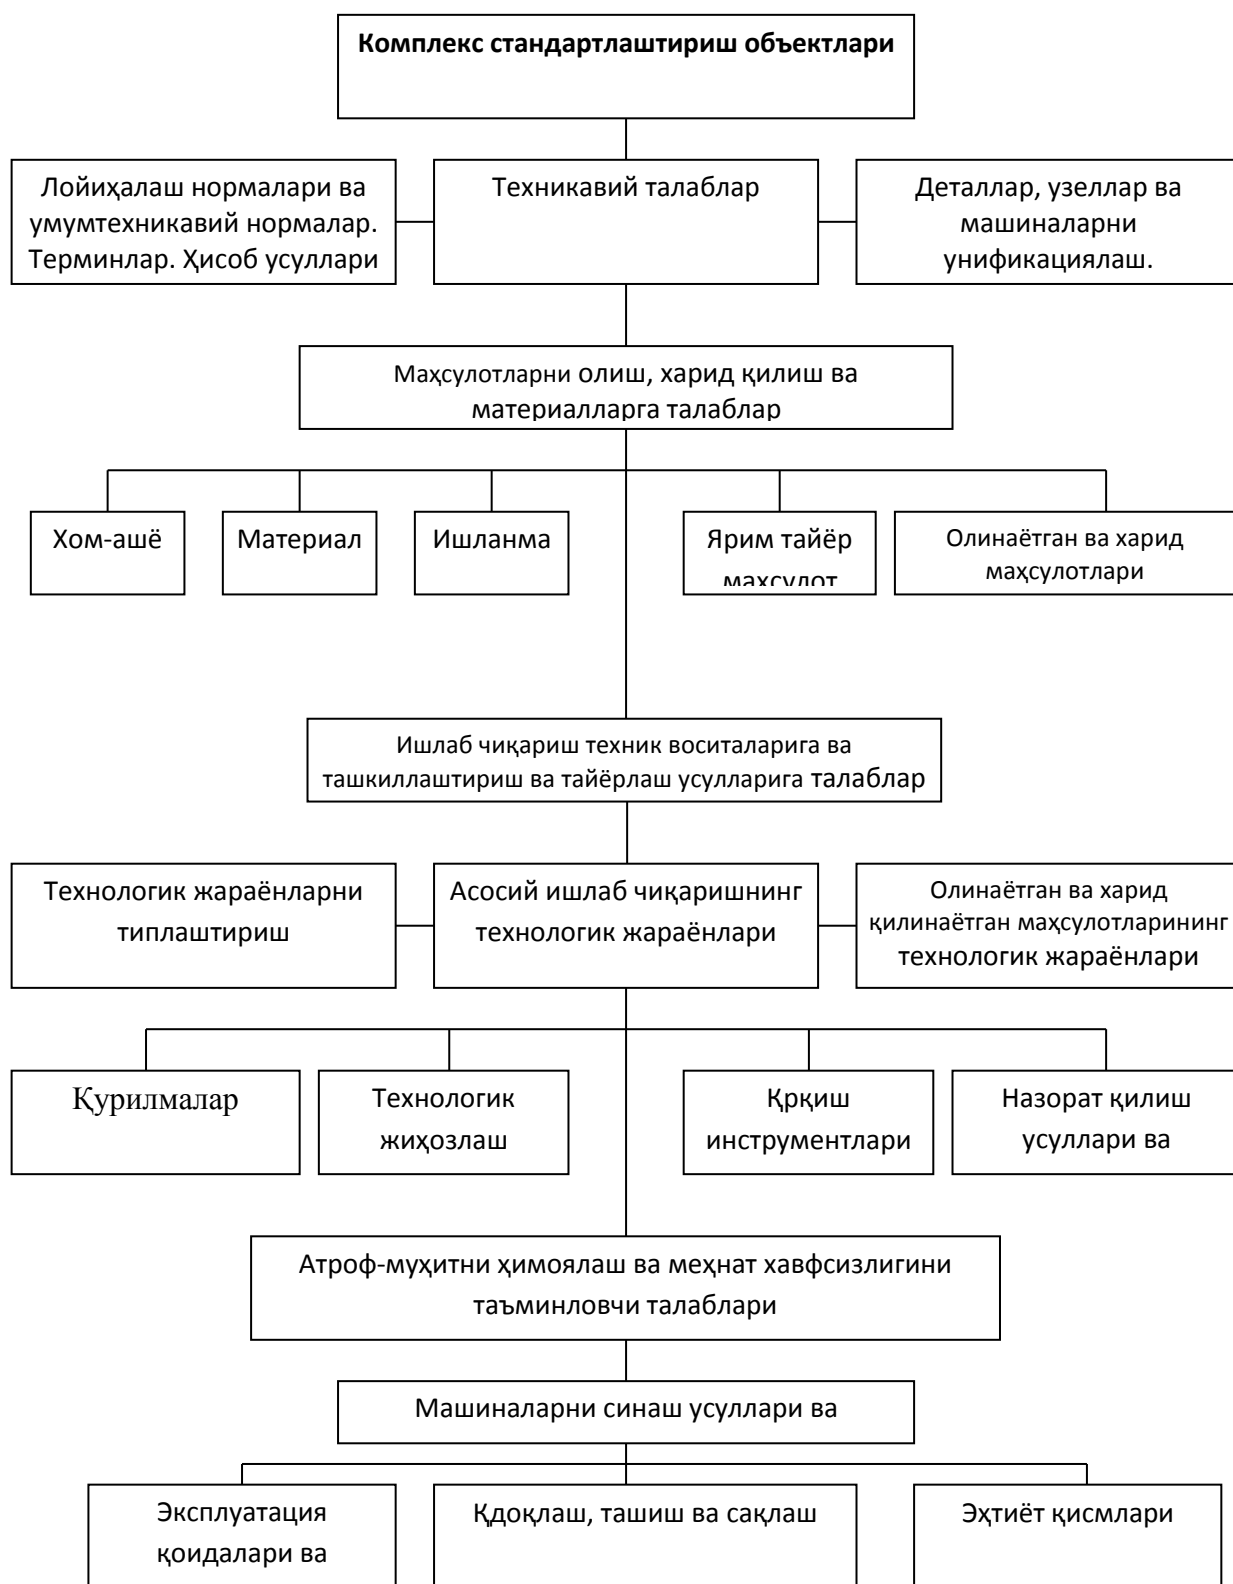 Комплекс стандартлаштириш объектлари
Лойиҳалаш нормалари ва
умумтехникавий нормалар.
Терминлар. Ҳисоб усуллари
Техникавий талаблар
Деталлар, узеллар ва
машиналарни
унификациялаш.
Маҳсулотларни олиш, харид қилиш ва
материалларга талаблар
Хом-ашё
Материал
Ишланма
Ярим тайёр
маҳсулот
Олинаётган ва харид
маҳсулотлари
Ишлаб чиқариш техник воситаларига ва
ташкиллаштириш ва тайёрлаш усулларига талаблар
Технологик жараёнларни
типлаштириш
Асосий ишлаб чиқаришнинг
технологик жараёнлари
Олинаётган ва харид
қилинаётган маҳсулотларининг
технологик жараёнлари
Қурилмалар
Технологик
жиҳозлаш
Қрқиш
инструментлари
Назорат қилиш
усуллари ва
Атроф-муҳитни ҳимоялаш ва меҳнат хавфсизлигини
таъминловчи талаблари
Машиналарни синаш усуллари ва
Эксплуатация
қоидалари ва
Қдоқлаш, ташиш ва сақлаш
Эҳтиёт қисмлари